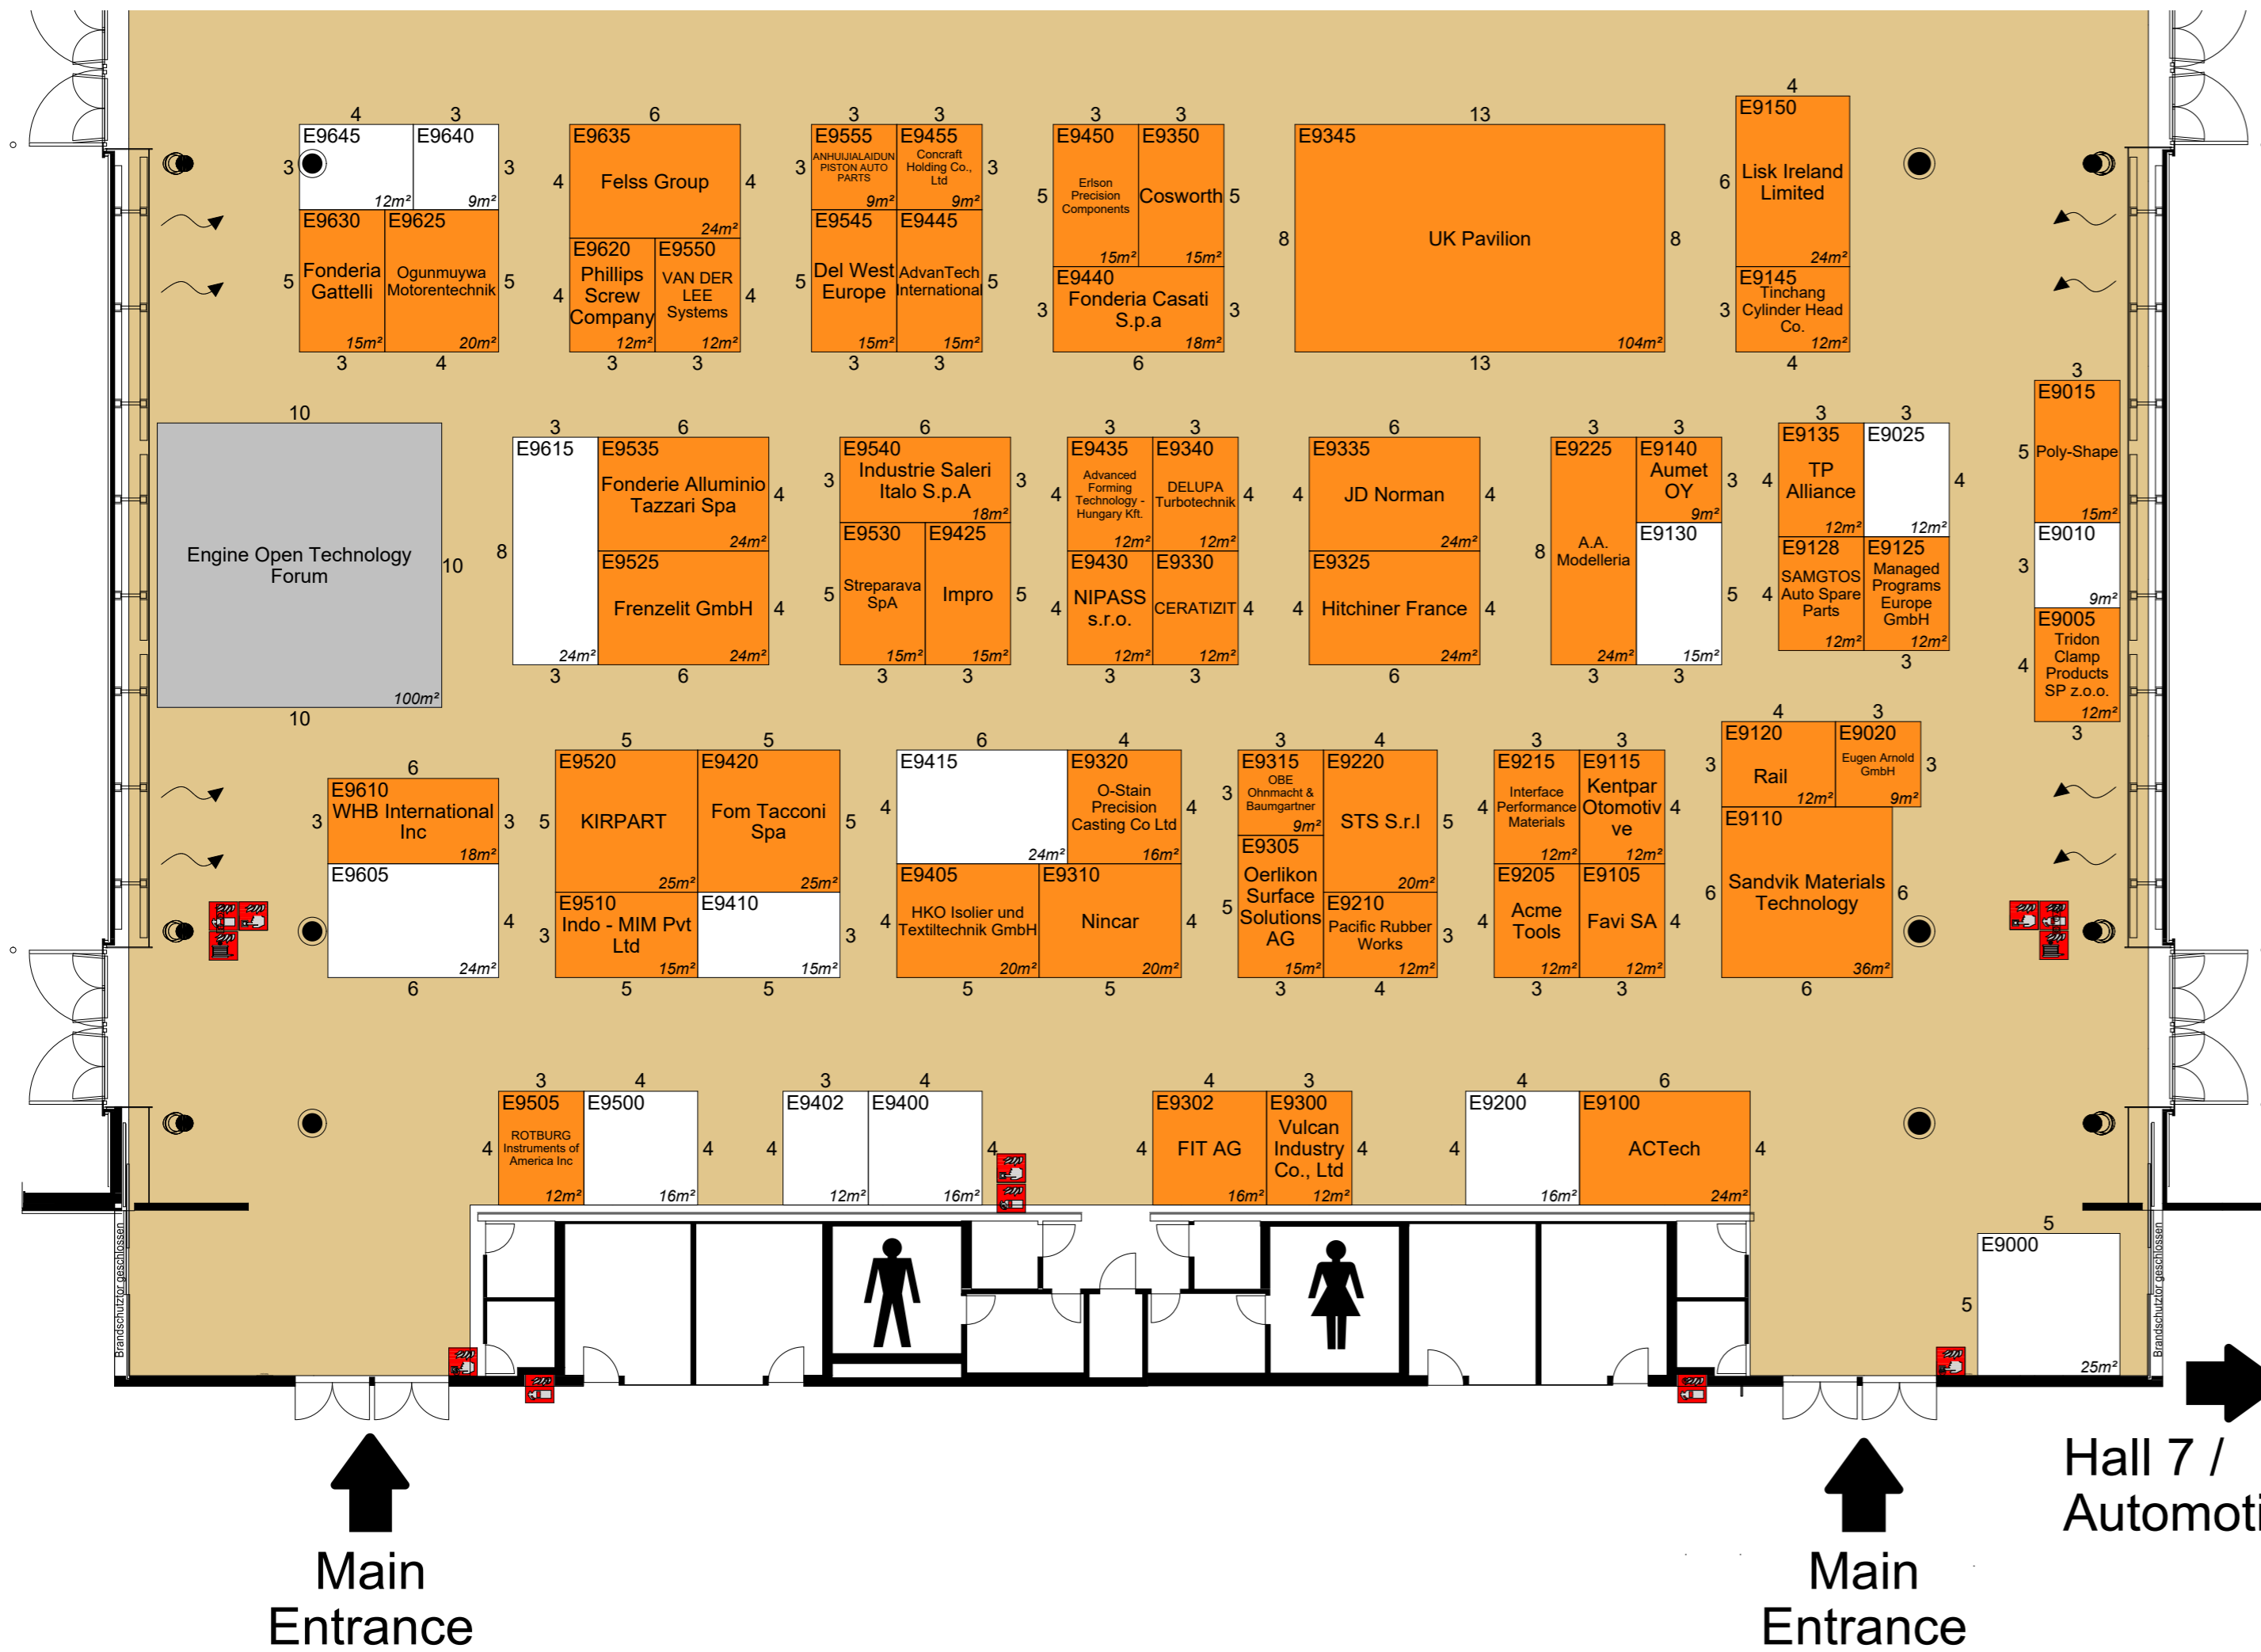 4
3
6
3
3
3
3
13
4
E9645
12m²
3
E9640
9m²
3
E9635
Felss Group
24m²
4
4
E9555
ANHUIJIALAIDUN
PISTON AUTO
PARTS
9m²
3
E9455
Concraft
Holding Co.,
Ltd
9m²
3
E9450
Erlson
Precision
Components
15m²
5
E9350
Cosworth
15m²
5
E9345
UK Pavilion
104m²
8
8
E9150
Lisk Ireland
Limited
24m²
6
E9630
Fonderia
Gattelli
15m²
5
E9625
Ogunmuywa
Motorentechnik
20m²
5
E9620
Phillips
Screw
Company
12m²
4
E9550
VAN DER
LEE
Systems
12m²
4
E9545
Del West
Europe
15m²
5
E9445
AdvanTech
International
15m²
5
E9440
Fonderia Casati
S.p.a
18m²
3
3
E9145
Tinchang
Cylinder Head
Co.
12m²
3
3
4
3
3
3
3
6
13
4
10
Engine Open Technology
Forum
100m²
10
10
3
6
6
3
3
6
3
3
3
3
3
E9615
24m²
8
E9535
Fonderie Alluminio
Tazzari Spa
24m²
4
E9540
Industrie Saleri
Italo S.p.A
18m²
3
3
E9435
Advanced
Forming
Technology -
Hungary Kft.
12m²
4
E9340
DELUPA
Turbotechnik
12m²
4
E9335
JD Norman
24m²
4
4
E9225
A.A.
Modelleria
24m²
8
E9140
Aumet
OY
9m²
3
E9135
TP
Alliance
12m²
4
E9025
12m²
4
E9015
Poly-Shape
15m²
5
E9525
Frenzelit GmbH
24m²
4
E9530
Streparava
SpA
15m²
5
E9425
Impro
15m²
5
E9430
NIPASS
s.r.o.
12m²
4
E9330
CERATIZIT
12m²
4
E9325
Hitchiner France
24m²
4
4
E9130
15m²
5
E9128
SAMGTOS
Auto Spare
Parts
12m²
4
E9125
Managed
Programs
Europe
GmbH
12m²
E9010
9m²
3
E9005
Tridon
Clamp
Products
SP z.o.o.
12m²
4
3
6
3
3
3
3
6
3
3
3
3
6
5
5
6
4
3
4
3
3
4
3
E9610
WHB International
Inc
18m²
3
3
E9520
KIRPART
25m²
5
E9420
Fom Tacconi
Spa
25m²
5
E9415
24m²
4
E9320
O-Stain
Precision
Casting Co Ltd
16m²
4
E9315
OBE
Ohnmacht &
Baumgartner
9m²
3
E9220
STS S.r.l
20m²
5
E9215
Interface
Performance
Materials
12m²
4
E9115
Kentpar
Otomotiv
ve
12m²
4
E9120
Rail
12m²
3
E9020
Eugen Arnold
GmbH
9m²
3
E9605
24m²
4
E9510
Indo - MIM Pvt
Ltd
15m²
3
E9410
15m²
3
E9405
HKO Isolier und
Textiltechnik GmbH
20m²
4
E9310
Nincar
20m²
4
E9305
Oerlikon
Surface
Solutions
AG
15m²
5
E9210
Pacific Rubber
Works
12m²
3
E9205
Acme
Tools
12m²
4
E9105
Favi SA
12m²
4
E9110
Sandvik Materials
Technology
36m²
6
6
6
5
5
5
5
3
4
3
3
6
3
4
3
4
4
3
4
6
E9505
ROTBURG
Instruments of
America Inc
12m²
4
E9500
16m²
4
E9402
12m²
4
E9400
16m²
4
E9302
FIT AG
16m²
4
E9300
Vulcan
Industry
Co., Ltd
12m²
4
E9200
16m²
4
E9100
ACTech
24m²
4
5
E9000
25m²
5
Brandschutztor geschlossen
Brandschutztor geschlossen
Main
Entrance
Main
Entrance
Hall 7 /
Automoti